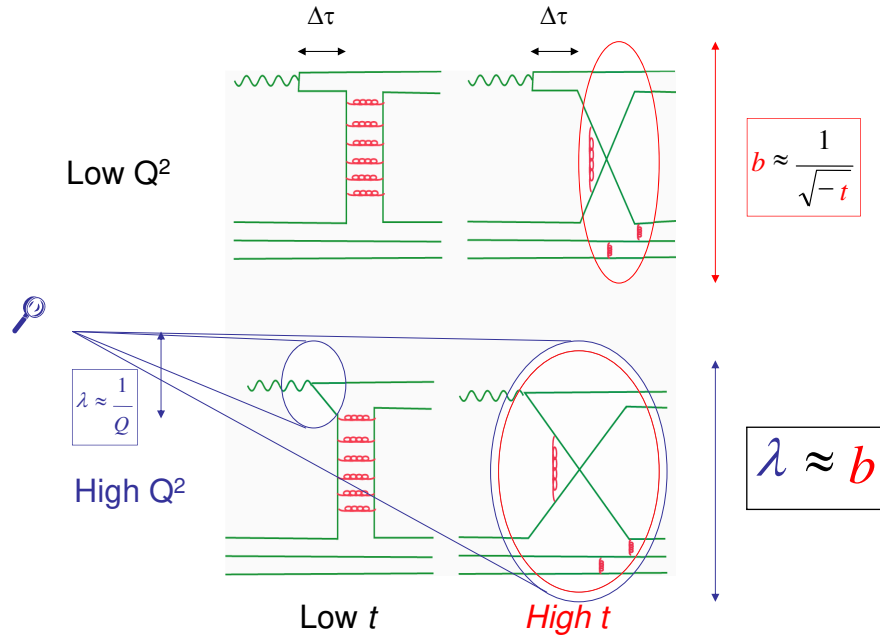 Δτ Δτ
Low Q²
b ≈ 1/√−t
λ ≈ 1/Q
High Q²
λ ≈ b
Low t High t